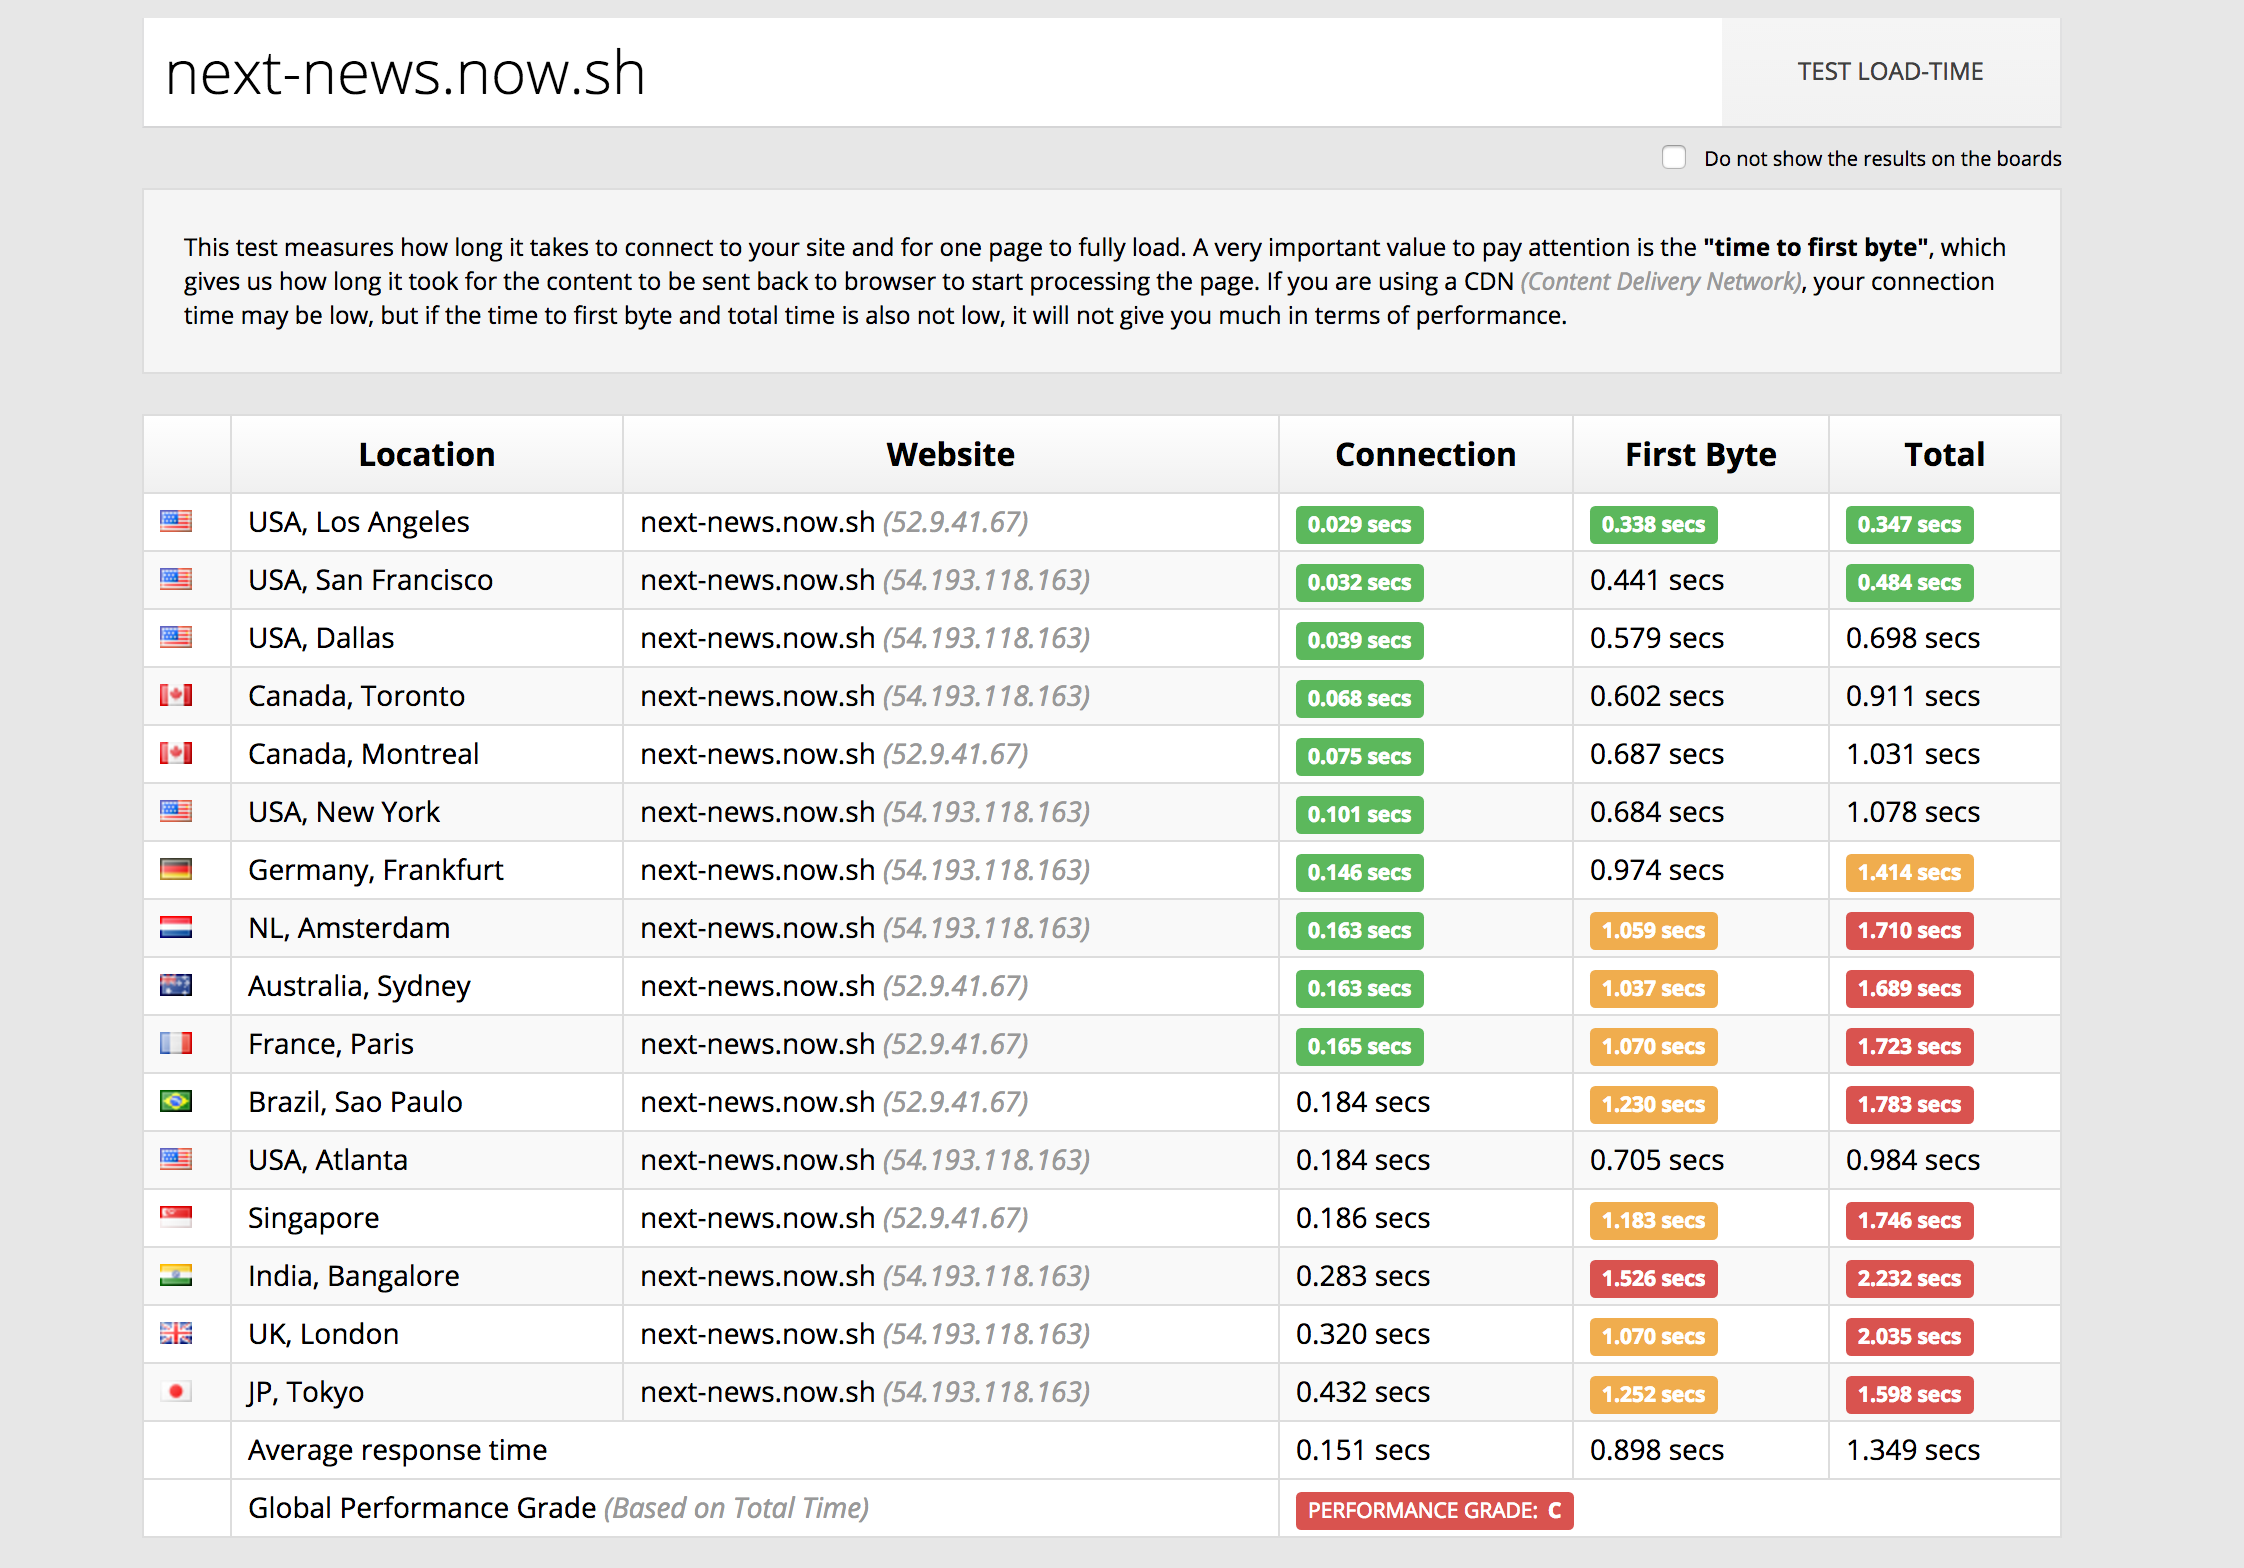 next-news.now.sh TEST LOAD-TIME
Do not show the results on the boards
This test measures how long it takes to connect to your site and for one page to fully load. A very important value to pay attention is the "time to first byte", which
gives us how long it took for the content to be sent back to browser to start processing the page. If you are using a CDN (Content Delivery Network), your connection
time may be low, but if the time to first byte and total time is also not low, it will not give you much in terms of performance.
Location Website Connection First Byte Total
USA, Los Angeles next-news.now.sh (52.9.41.67) 0.029 secs 0.338 secs 0.347 secs
USA, San Francisco next-news.now.sh (54.193.118.163) 0.032 secs 0.441 secs 0.484 secs
USA, Dallas next-news.now.sh (54.193.118.163) 0.039 secs 0.579 secs 0.698 secs
Canada, Toronto next-news.now.sh (54.193.118.163) 0.068 secs 0.602 secs 0.911 secs
Canada, Montreal next-news.now.sh (52.9.41.67) 0.075 secs 0.687 secs 1.031 secs
USA, New York next-news.now.sh (54.193.118.163) 0.101 secs 0.684 secs 1.078 secs
Germany, Frankfurt next-news.now.sh (54.193.118.163) 0.146 secs 0.974 secs 1.414 secs
NL, Amsterdam next-news.now.sh (54.193.118.163) 0.163 secs 1.059 secs 1.710 secs
Australia, Sydney next-news.now.sh (52.9.41.67) 0.163 secs 1.037 secs 1.689 secs
France, Paris next-news.now.sh (52.9.41.67) 0.165 secs 1.070 secs 1.723 secs
Brazil, Sao Paulo next-news.now.sh (52.9.41.67) 0.184 secs 1.230 secs 1.783 secs
USA, Atlanta next-news.now.sh (54.193.118.163) 0.184 secs 0.705 secs 0.984 secs
Singapore next-news.now.sh (52.9.41.67) 0.186 secs 1.183 secs 1.746 secs
India, Bangalore next-news.now.sh (54.193.118.163) 0.283 secs 1.526 secs 2.232 secs
UK, London next-news.now.sh (54.193.118.163) 0.320 secs 1.070 secs 2.035 secs
JP, Tokyo next-news.now.sh (54.193.118.163) 0.432 secs 1.252 secs 1.598 secs
Average response time 0.151 secs 0.898 secs 1.349 secs
Global Performance Grade (Based on Total Time) PERFORMANCE GRADE: C